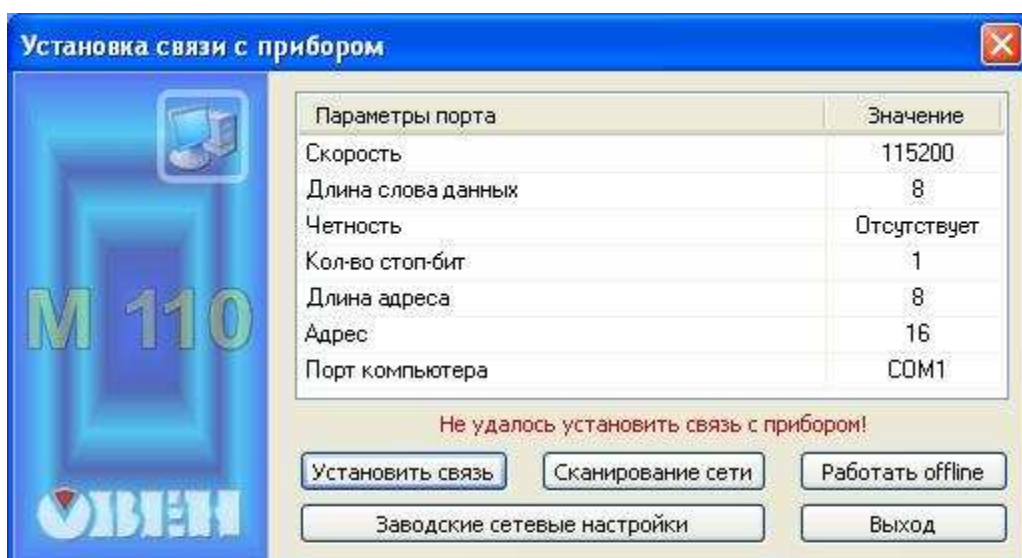 Установка связи с прибором
Параметры порта Значение
Скорость 115200
Длина слова данных 8
Четность Отсутствует
Кол-во стоп-бит 1
Длина адреса 8
Адрес 16
Порт компьютера COM1
М 110
Не удалось установить связь с прибором!
Установить связь Сканирование сети Работать offline
ОВЕН Заводские сетевые настройки Выход